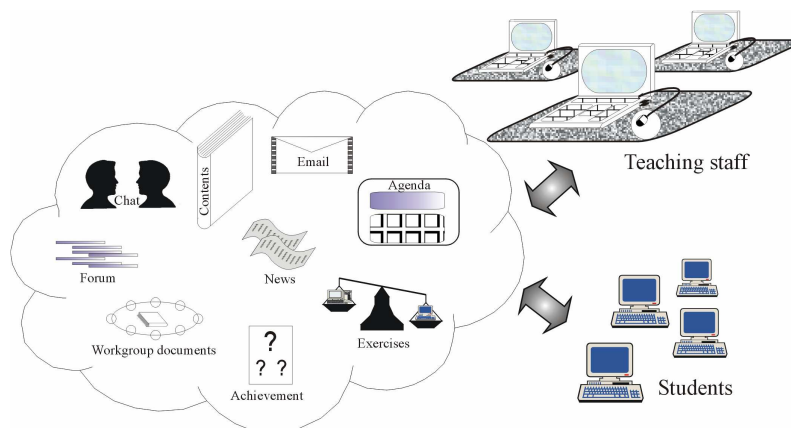 Teaching staff
Email
Contents
Chat
Agenda
Forum
News
Workgroup documents
Exercises
? ? ?
Achievement
Students